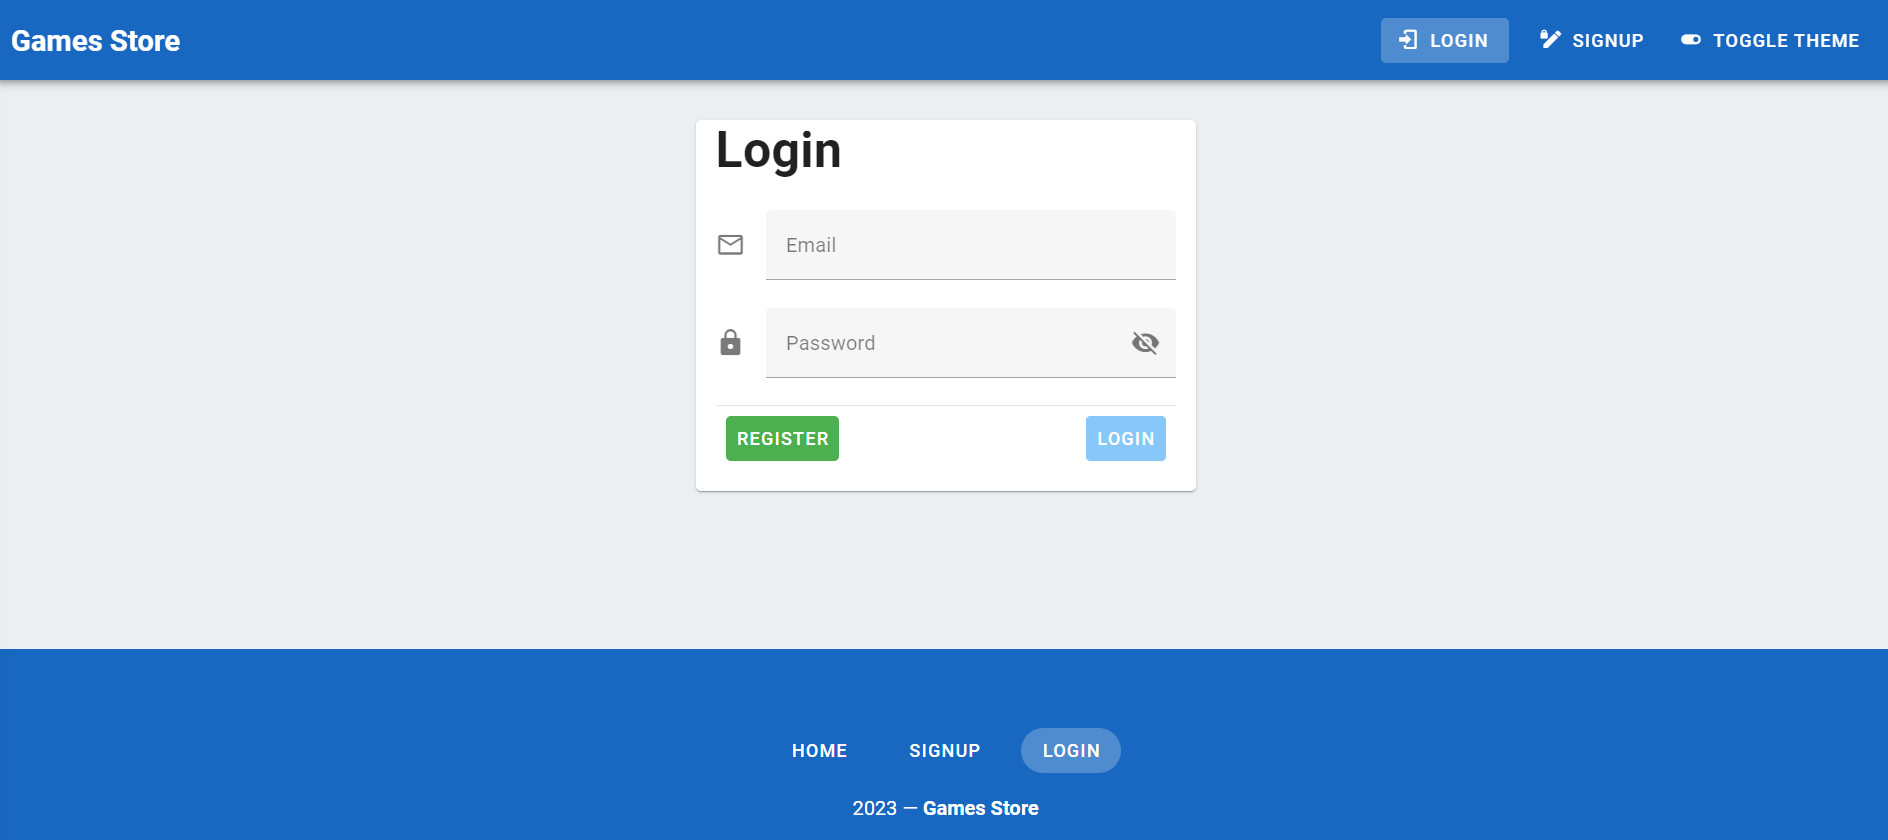 Games Store
LOGIN SIGNUP TOGGLE THEME
Login
Email
Password
REGISTER LOGIN
HOME SIGNUP LOGIN
2023 — Games Store